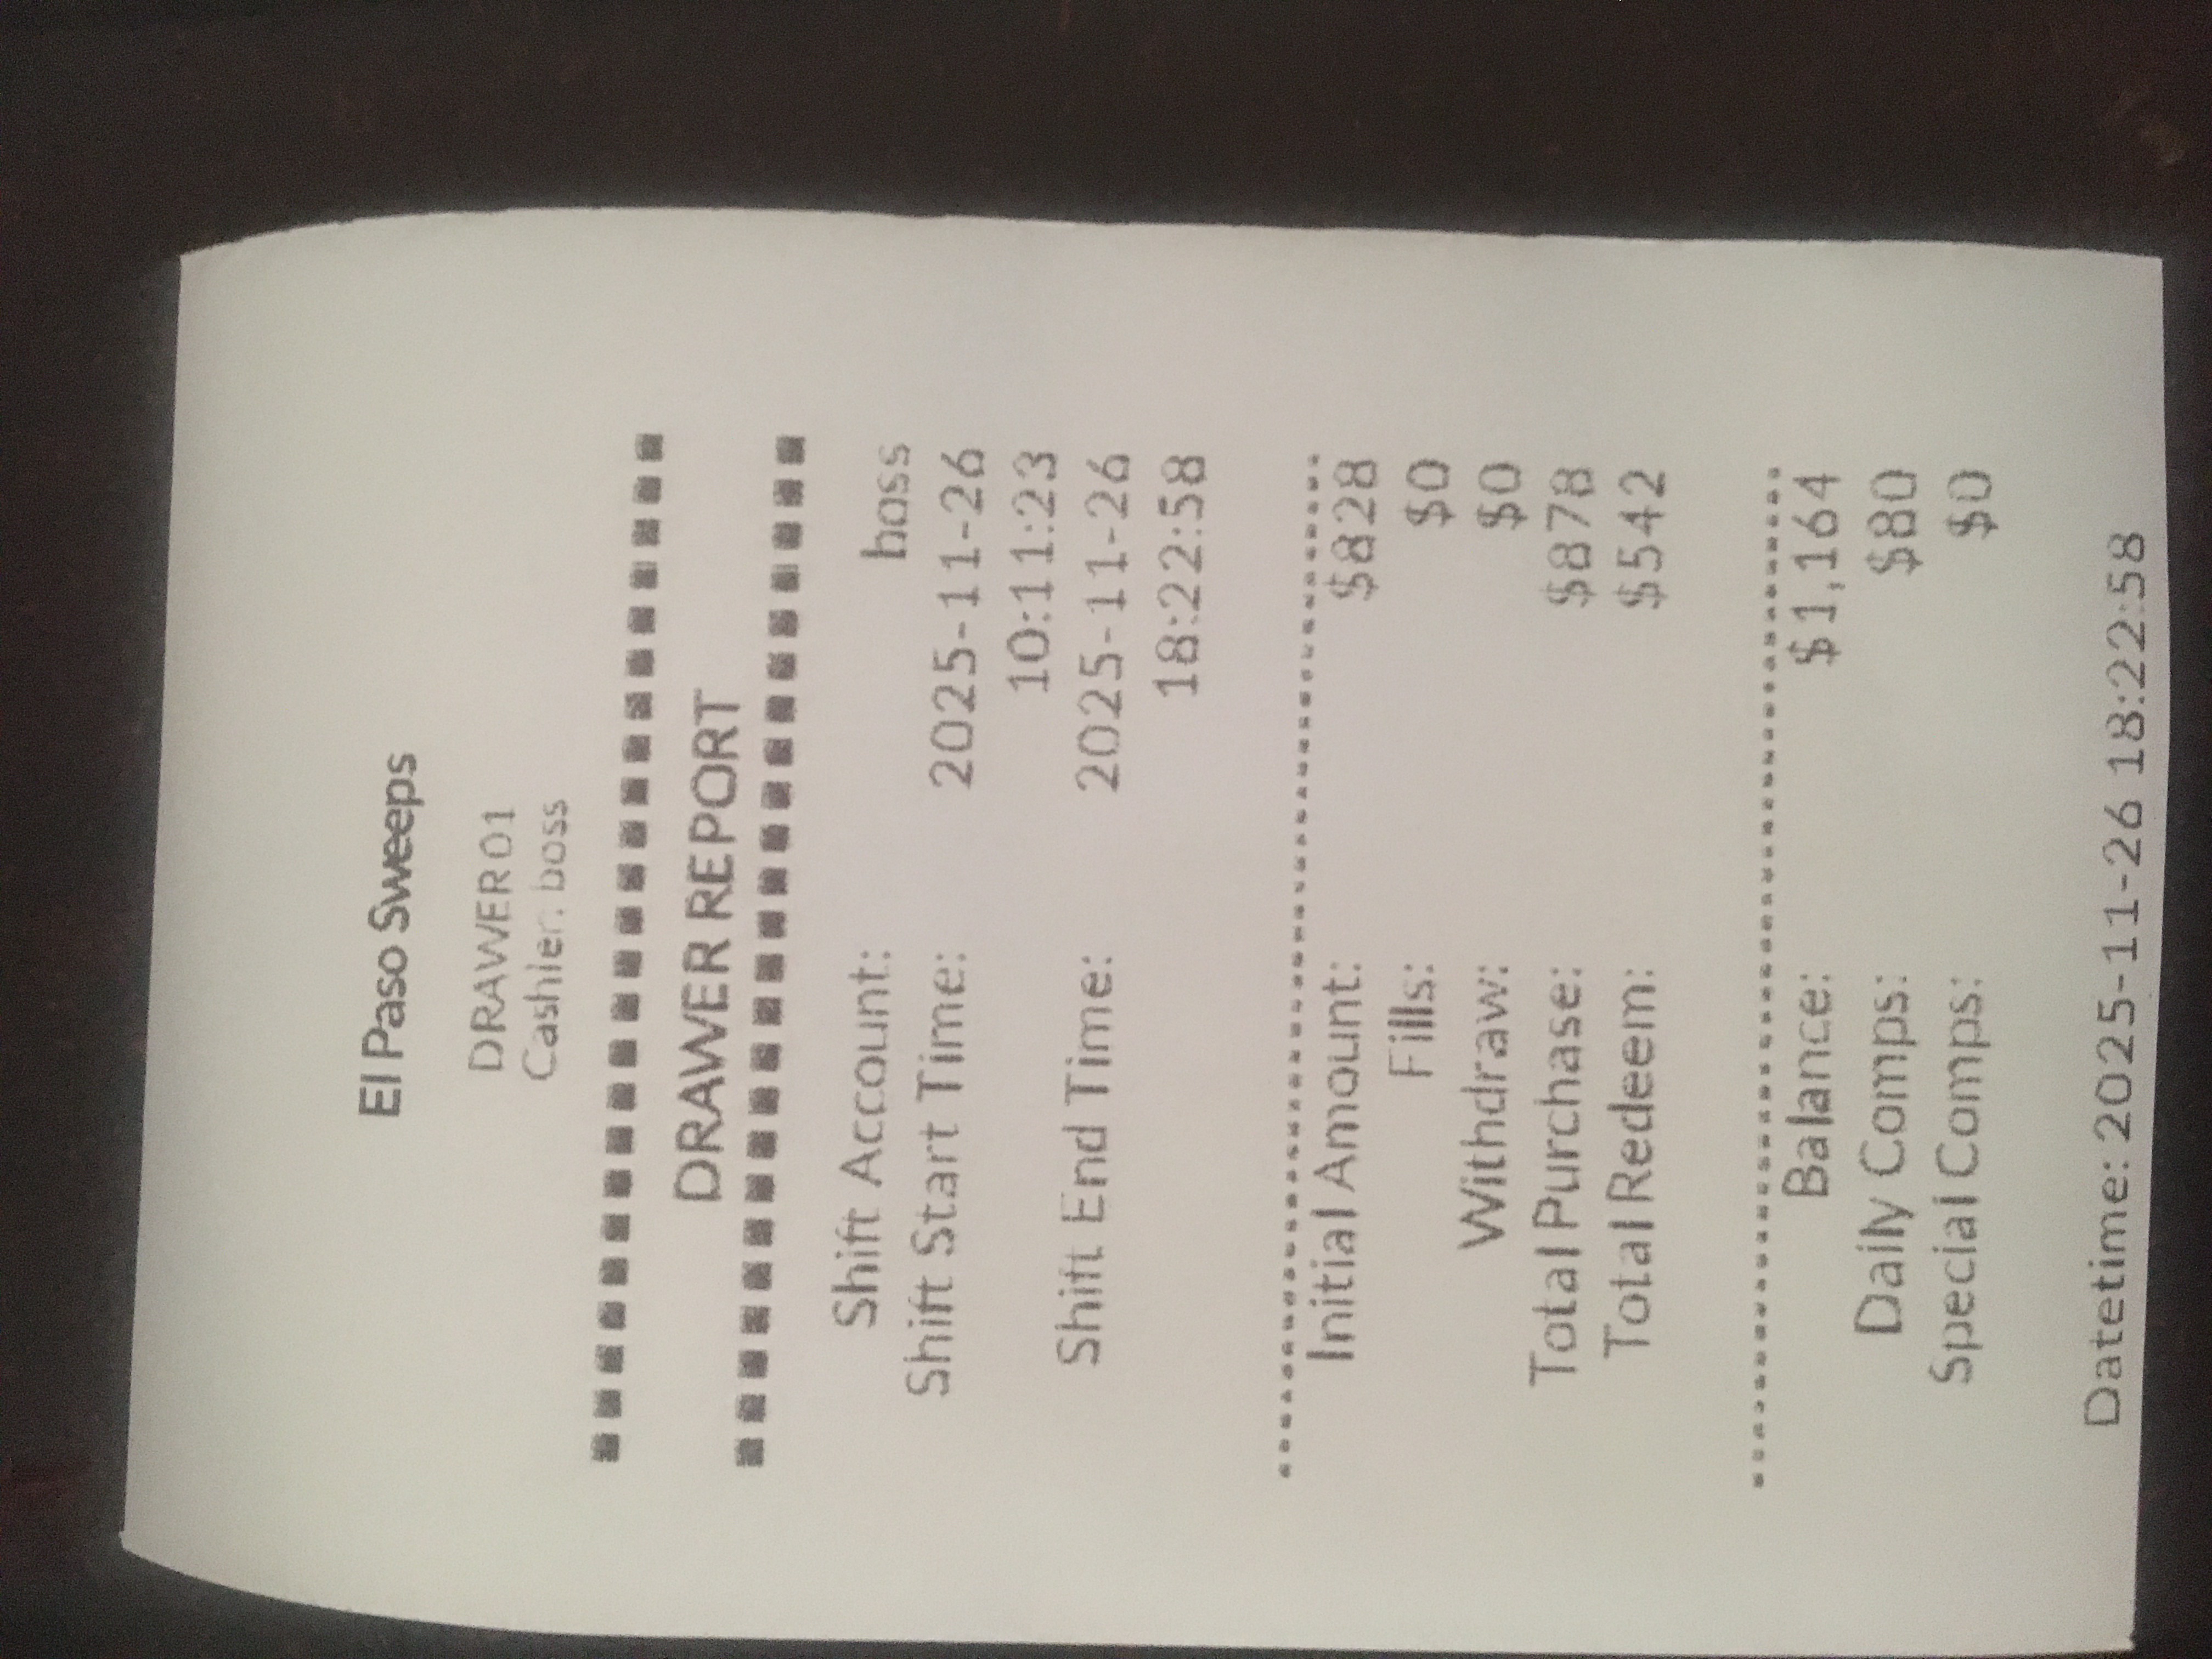 El Paso Sweeps
DRAWER 01
Cashier: boss
DRAWER REPORT
Shift Account: boss
Shift Start Time: 2025-11-26
10:11:23
Shift End Time: 2025-11-26
18:22:58
Initial Amount: $828
Fills: $0
Withdraw: $0
Total Purchase: $878
Total Redeem: $542
Balance: $1,164
Daily Comps: $80
Special Comps: $0
Datetime: 2025-11-26 18:22:58